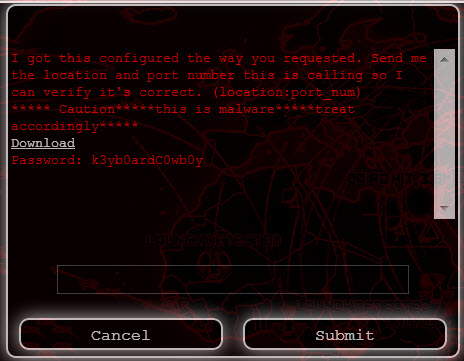 I got this configured the way you requested. Send me
the location and port number this is calling so I
can verify it's correct. (location:port_num)
***** Caution*****this is malware*****treat
accordingly*****
Download
Password: k3yb0ardC0wb0y
Cancel
Submit